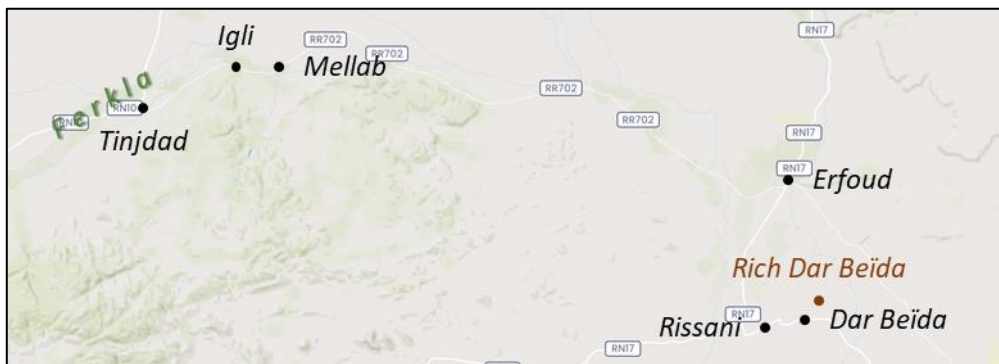 RN17
Igli
RR702
Mellab
RR702
Ferkla
RN10
Tinjdad
RR702
RR702
RN17
RN17
Erfoud
Rich Dar Beïda
RN17
Rissani
Dar Beïda
RN17